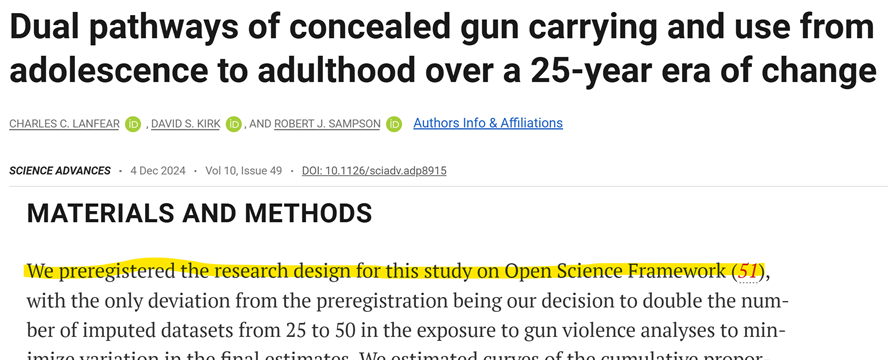 Dual pathways of concealed gun carrying and use from
adolescence to adulthood over a 25-year era of change
CHARLES C. LANFEAR iD , DAVID S. KIRK iD , AND ROBERT J. SAMPSON iD Authors Info & Affiliations
SCIENCE ADVANCES • 4 Dec 2024 • Vol 10, Issue 49 • DOI: 10.1126/sciadv.adp8915
MATERIALS AND METHODS
We preregistered the research design for this study on Open Science Framework (51),
with the only deviation from the preregistration being our decision to double the num-
ber of imputed datasets from 25 to 50 in the exposure to gun violence analyses to min-
imize variation in the final estimates. We estimated curves of the cumulative propor-